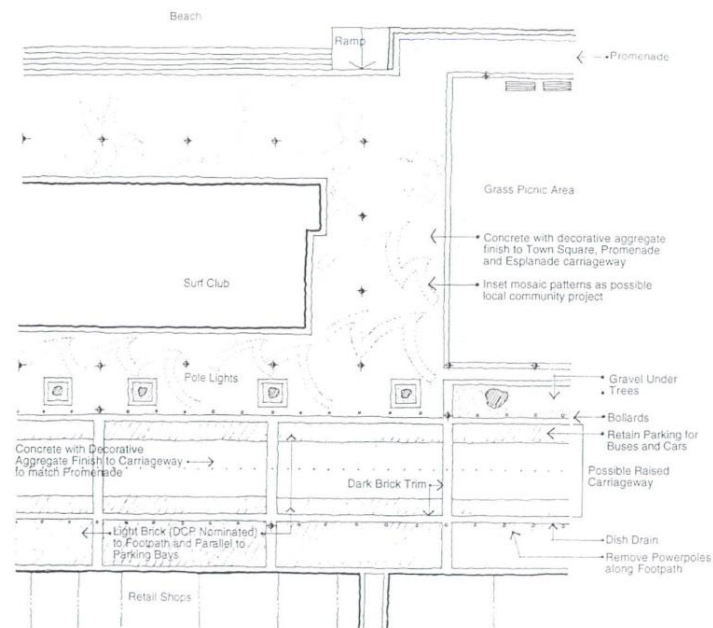 Beach
Ramp
Promenade
Grass Picnic Area
Concrete with decorative aggregate
finish to Town Square, Promenade
and Esplanade carriageway
Inset mosaic patterns as possible
local community project
Surf Club
Pole Lights
Gravel Under
Trees
Bollards
Retain Parking for
Buses and Cars
Concrete with Decorative
Aggregate Finish to Carriageway
to match Promenade
Possible Raised
Carriageway
Dark Brick Trim
Light Brick (DCP Nominated)
to Footpath and Parallel to
Parking Bays
Dish Drain
Remove Powerpoles
along Footpath
Retail Shops